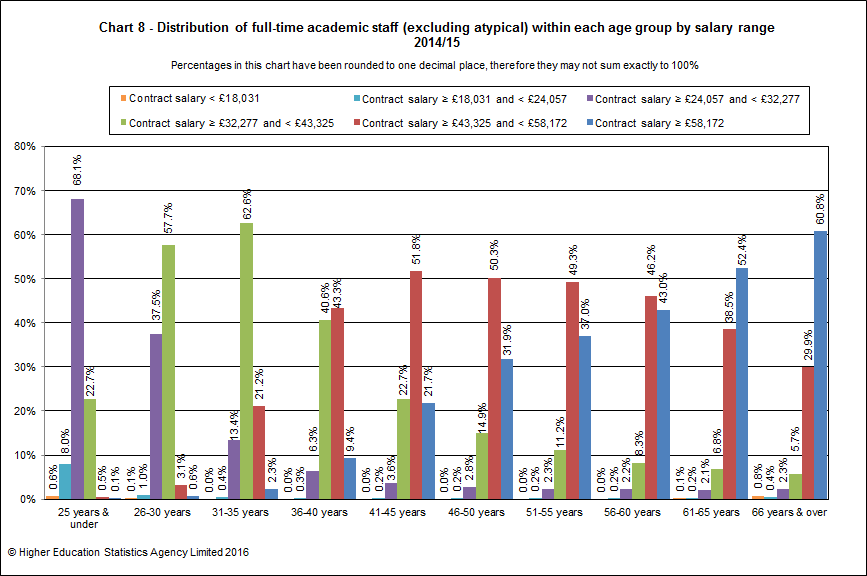 Chart 8 - Distribution of full-time academic staff (excluding atypical) within each age group by salary range
2014/15
Percentages in this chart have been rounded to one decimal place, therefore they may not sum exactly to 100%
Contract salary < £18,031 Contract salary ≥ £18,031 and < £24,057 Contract salary ≥ £24,057 and < £32,277
Contract salary ≥ £32,277 and < £43,325 Contract salary ≥ £43,325 and < £58,172 Contract salary ≥ £58,172
80%
70%
60%
50%
40%
30%
20%
10%
0%
0.6% 8.0% 68.1% 22.7% 0.5% 0.1%
0.1% 1.0% 37.5% 57.7% 3.1% 0.6%
0.0% 0.4% 13.4% 62.6% 21.2% 2.3%
0.0% 0.3% 6.3% 40.6% 43.3% 9.4%
0.0% 0.2% 3.6% 22.7% 51.8% 21.7%
0.0% 0.2% 2.8% 14.9% 50.3% 31.9%
0.0% 0.2% 2.3% 11.2% 49.3% 37.0%
0.0% 0.2% 2.2% 8.3% 46.2% 43.0%
0.1% 0.2% 2.1% 6.8% 38.5% 52.4%
0.8% 0.4% 2.3% 5.7% 29.9% 60.8%
25 years & under 26-30 years 31-35 years 36-40 years 41-45 years 46-50 years 51-55 years 56-60 years 61-65 years 66 years & over
© Higher Education Statistics Agency Limited 2016